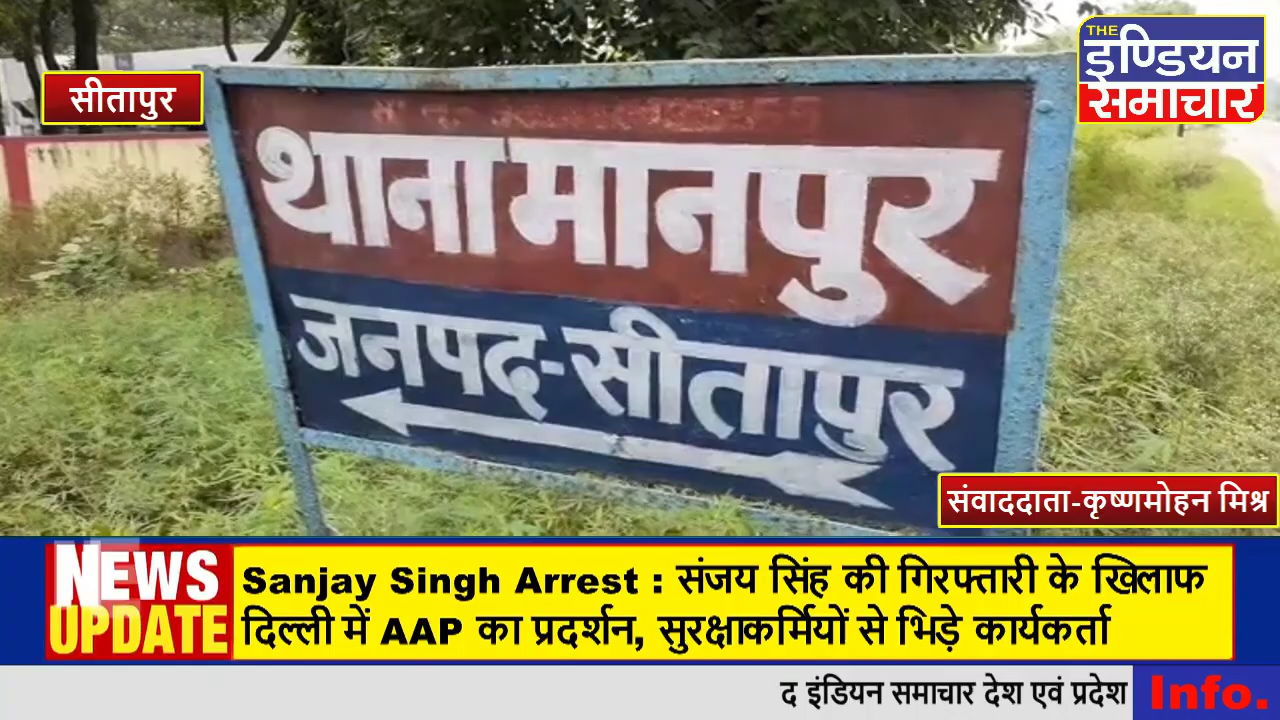 THE
इण्डियन
समाचार
सीतापुर
थाना मानपुर
जनपद-सीतापुर
संवाददाता-कृष्णमोहन मिश्र
NEWS
UPDATE
Sanjay Singh Arrest : संजय सिंह की गिरफ्तारी के खिलाफ
दिल्ली में AAP का प्रदर्शन, सुरक्षाकर्मियों से भिड़े कार्यकर्ता
द इंडियन समाचार देश एवं प्रदेश
Info.